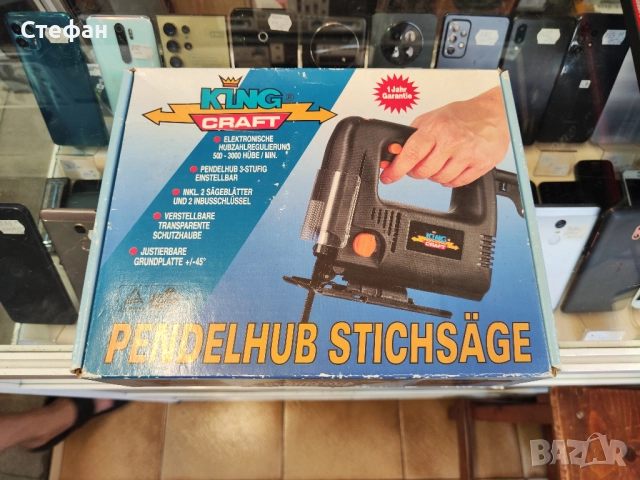 Стефан
KING
CRAFT
1 Jahr
Garantie
ELEKTRONISCHE
HUBZAHLREGULIERUNG
500 - 3000 HÜBE / MIN.
PENDELHUB 3-STUFIG
EINSTELLBAR
INKL. 2 SÄGEBLÄTTER
UND 2 INBUSSCHLÜSSEL
VERSTELLBARE
TRANSPARENTE
SCHUTZHAUBE
JUSTIERBARE
GRUNDPLATTE +/-45°
KING
CRAFT
PENDELHUB STICHSÄGE
BAZAR